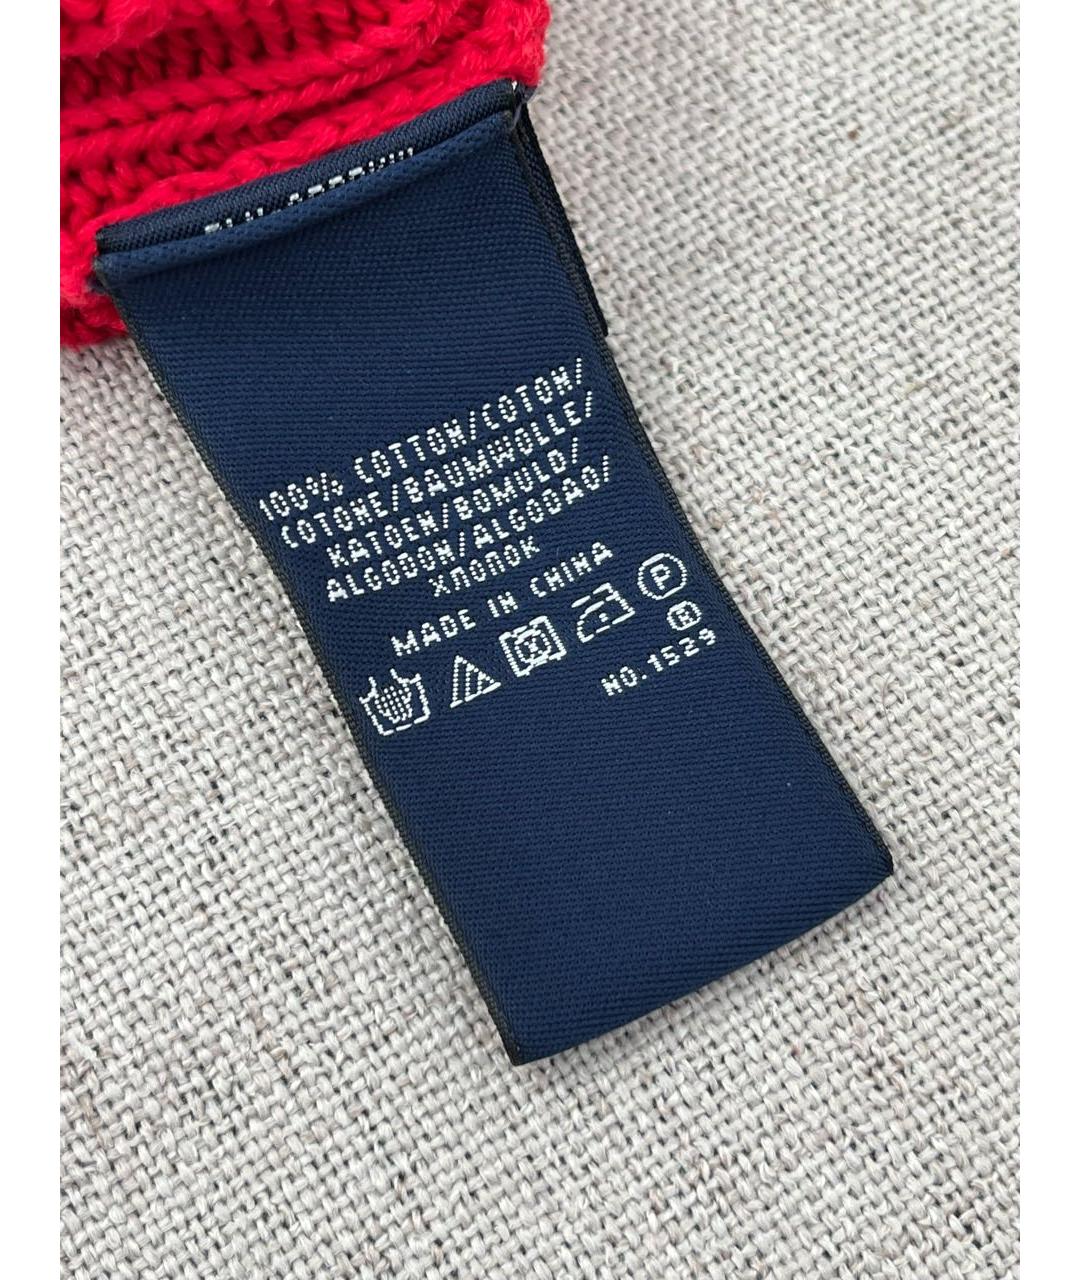 100% COTTON/COTON/
COTONE/BAUMWOLLE/
KATOEN/BOMULD/
ALGODON/ALGODAO/
ХЛОПОК
MADE IN CHINA
P
R
NO.1529